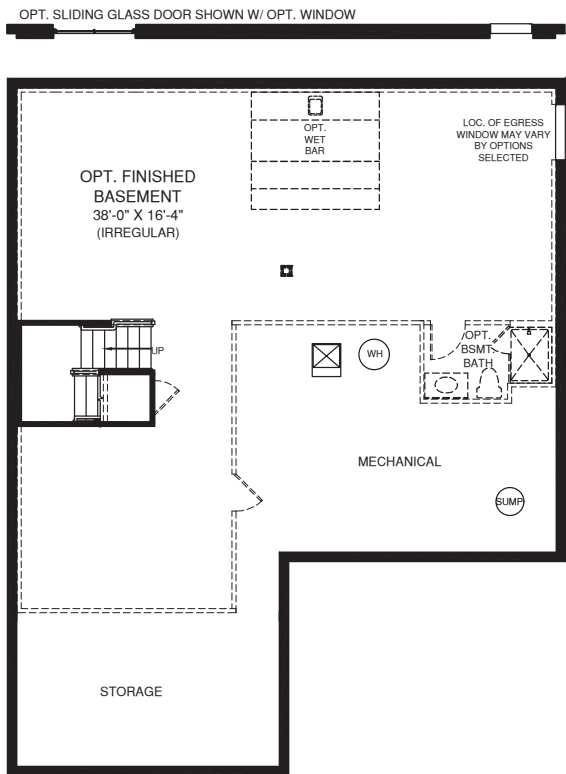 OPT. SLIDING GLASS DOOR SHOWN W/ OPT. WINDOW
OPT.
WET
BAR
LOC. OF EGRESS
WINDOW MAY VARY
BY OPTIONS
SELECTED
OPT. FINISHED
BASEMENT
38'-0" X 16'-4"
(IRREGULAR)
UP
WH
OPT.
BSMT.
BATH
MECHANICAL
SUMP
STORAGE